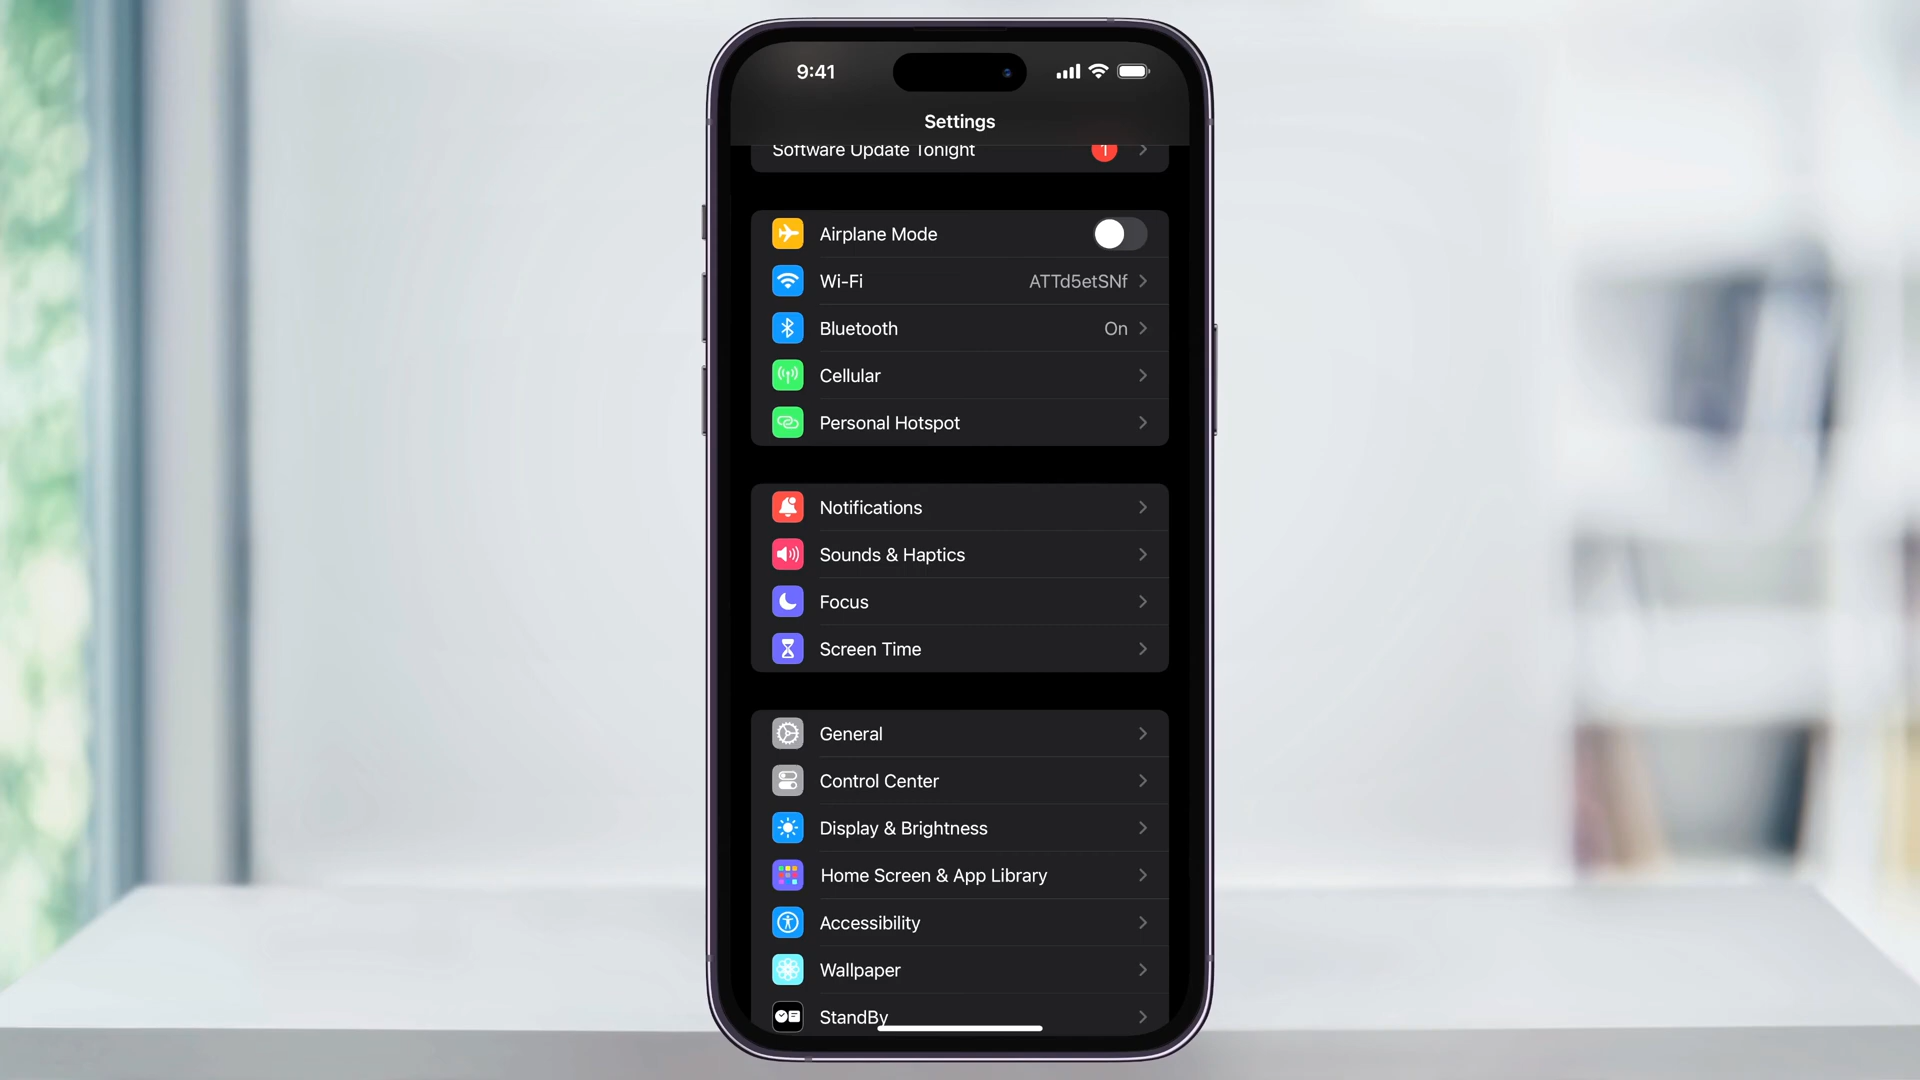 9:41
Settings
Software Update Tonight 1
Airplane Mode
Wi-Fi ATTd5etSNf
Bluetooth On
Cellular
Personal Hotspot
Notifications
Sounds & Haptics
Focus
Screen Time
General
Control Center
Display & Brightness
Home Screen & App Library
Accessibility
Wallpaper
StandBy